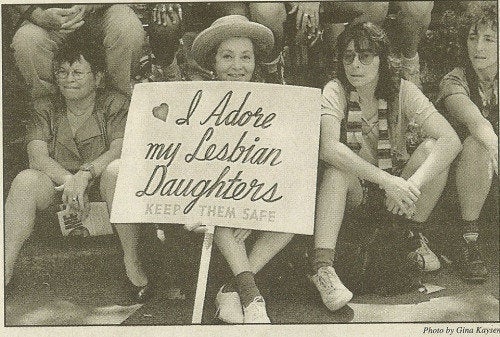 I Adore
my Lesbian
Daughters
KEEP THEM SAFE
Photo by Gina Kaysen